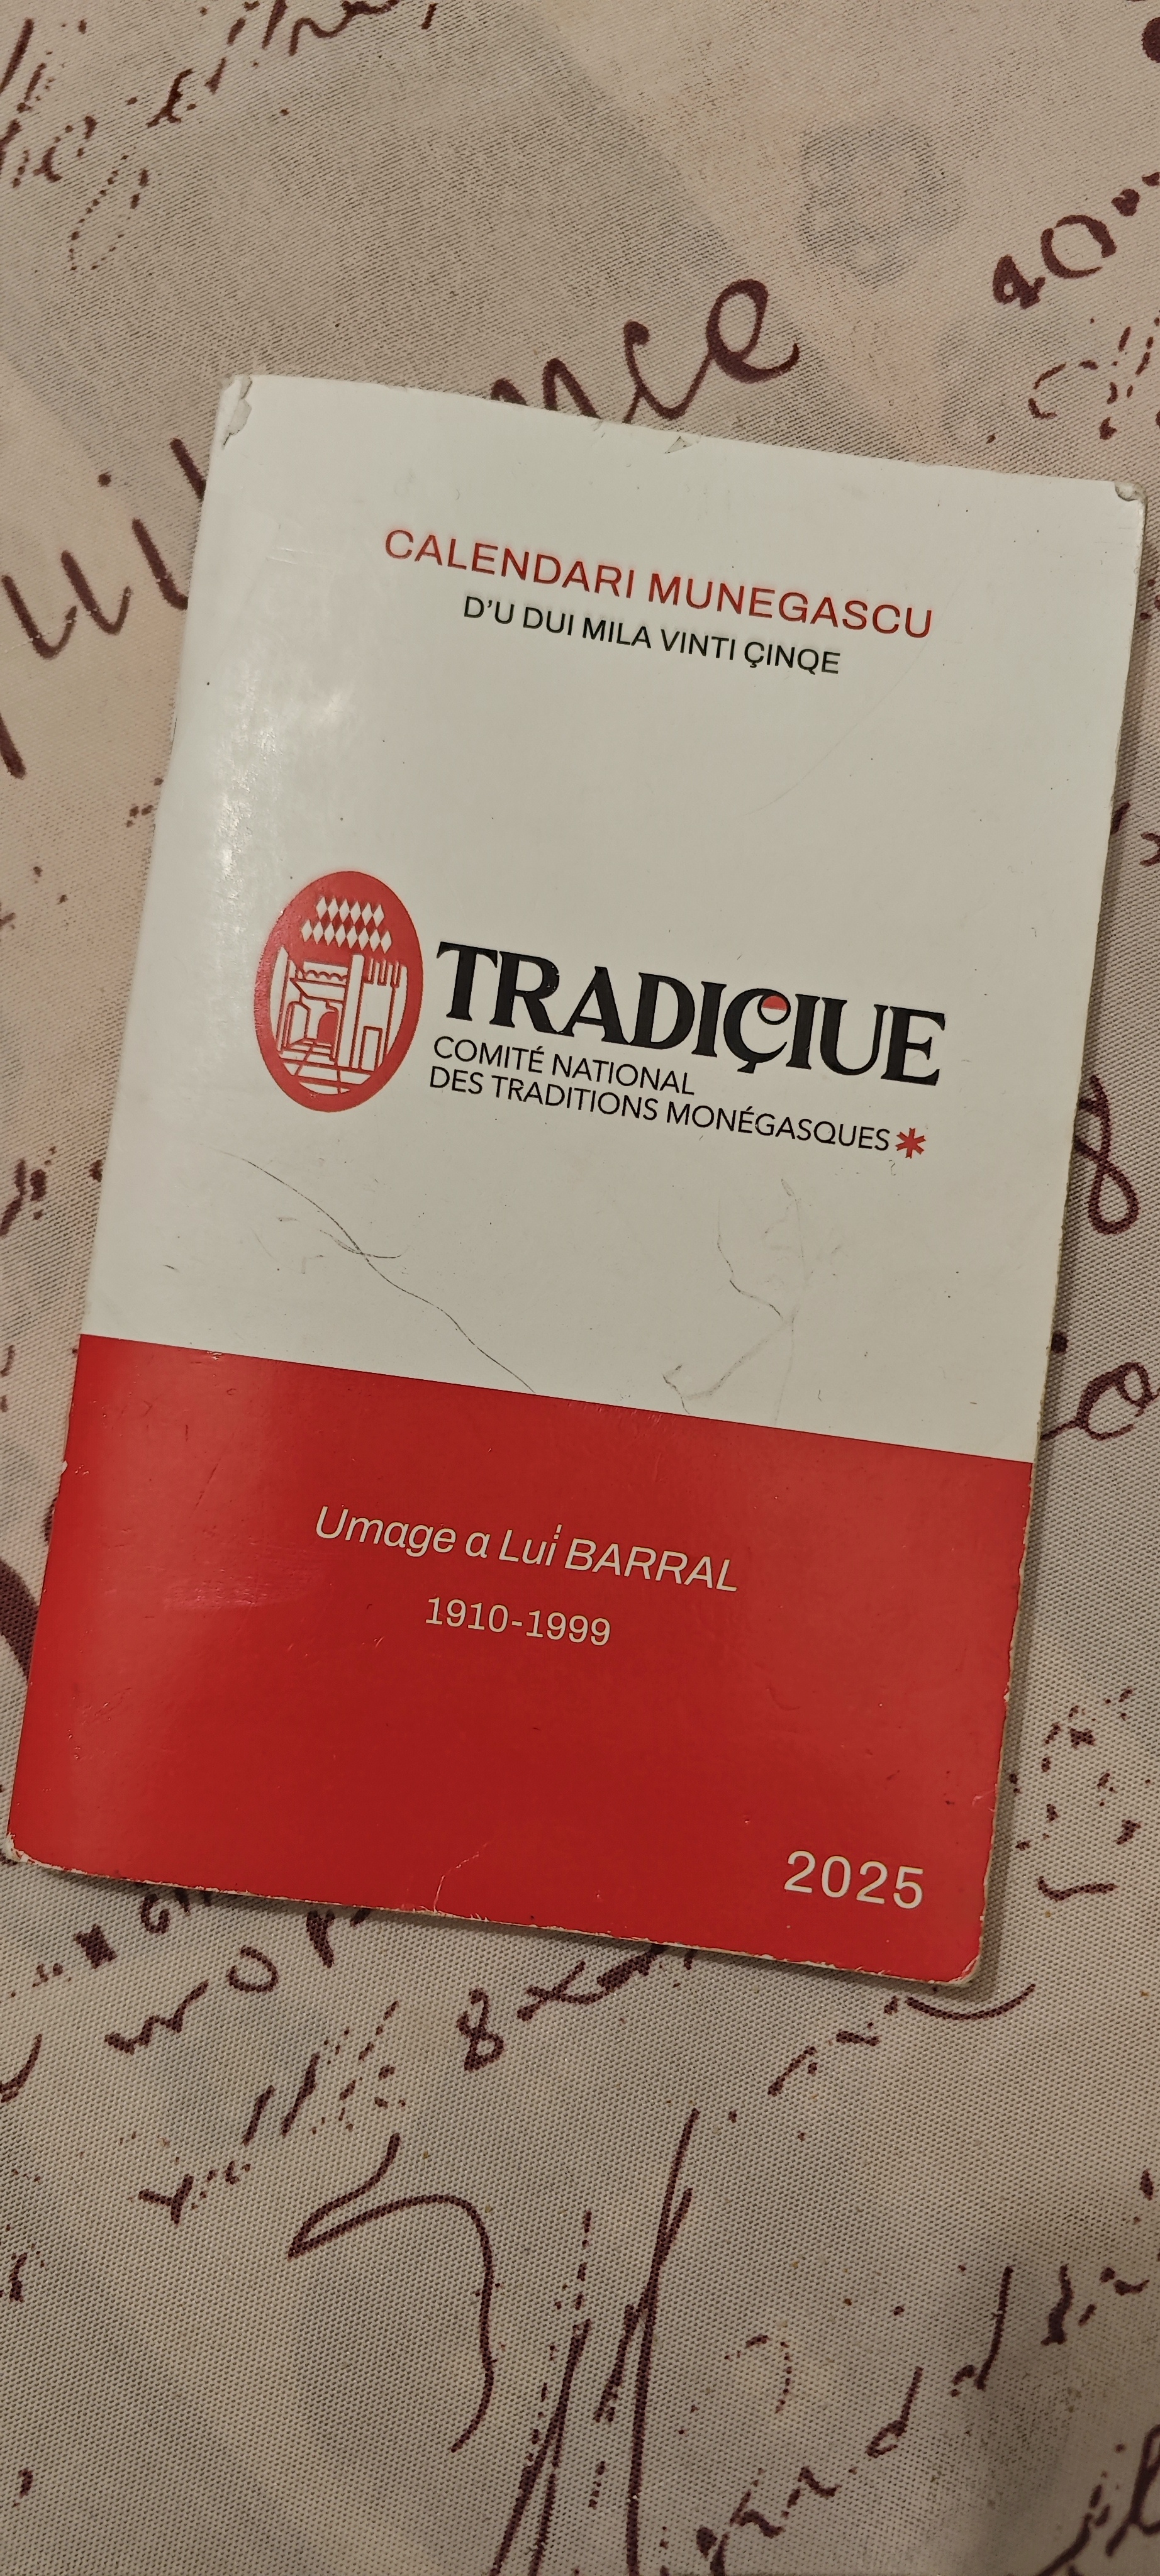 CALENDARI MUNEGASCU
D'U DUI MILA VINTI ÇINQE
TRADIÇIUE
COMITÉ NATIONAL
DES TRADITIONS MONÉGASQUES*
Umage a Lui̍ BARRAL
1910-1999
2025